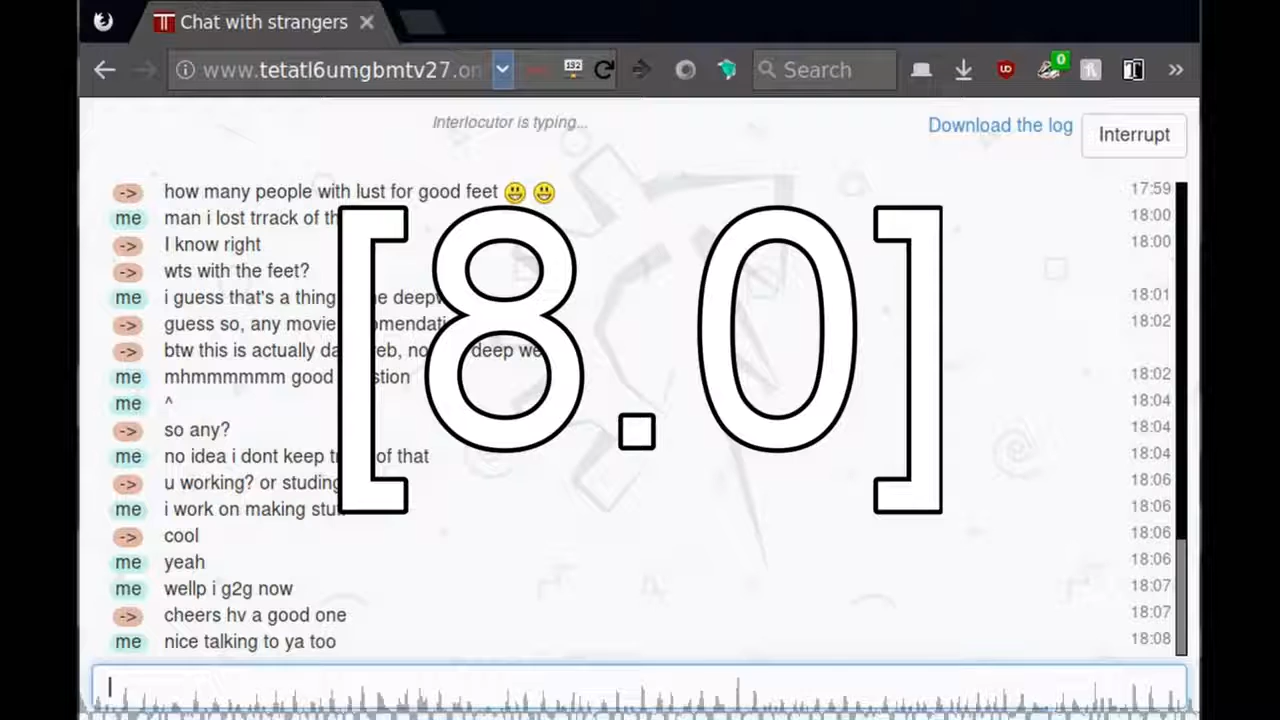 Chat with strangers
www.tetatl6umgbmtv27.on
192
Search
0
Interlocutor is typing...
Download the log
Interrupt
-> how many people with lust for good feet 17:59
me man i lost trrack of 18:00
-> I know right 18:00
-> wts with the feet?
me i guess that's a thing 18:01
-> guess so, any movie 18:02
-> btw this is actually deep
me mhmmmmmm good 18:02
me ^ 18:04
-> so any? 18:04
me no idea i dont keep of that 18:04
-> u working? or studing 18:06
me i work on making 18:06
-> cool 18:06
me yeah 18:06
me wellp i g2g now 18:07
-> cheers hv a good one 18:07
me nice talking to ya too 18:08
[8.0]